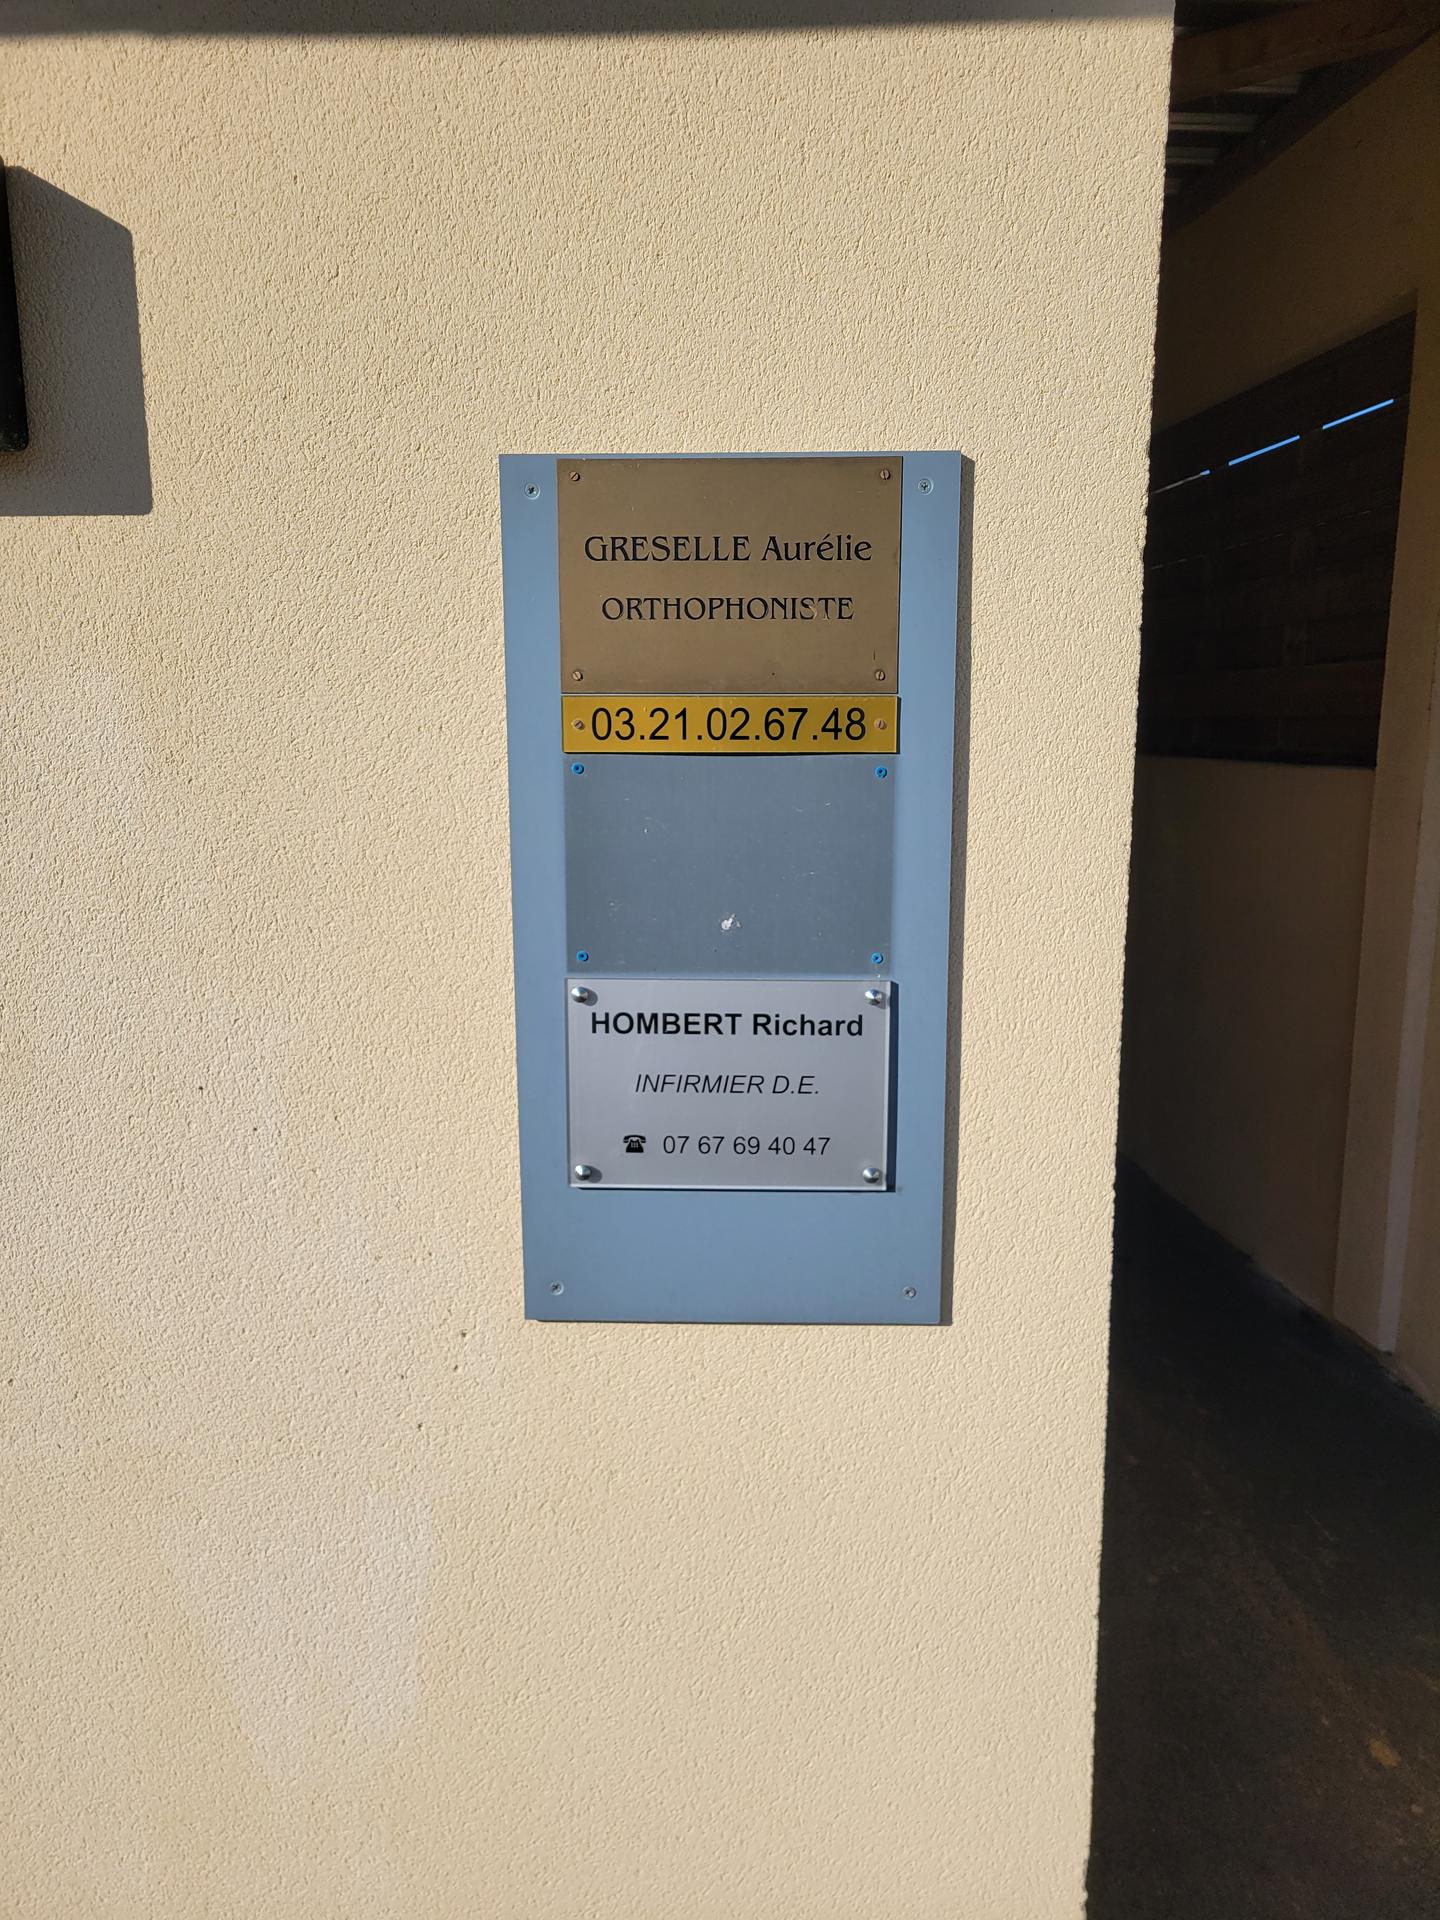 GRESELLE Aurélie
ORTHOPHONISTE
03.21.02.67.48
HOMBERT Richard
INFIRMIER D.E.
☎ 07 67 69 40 47